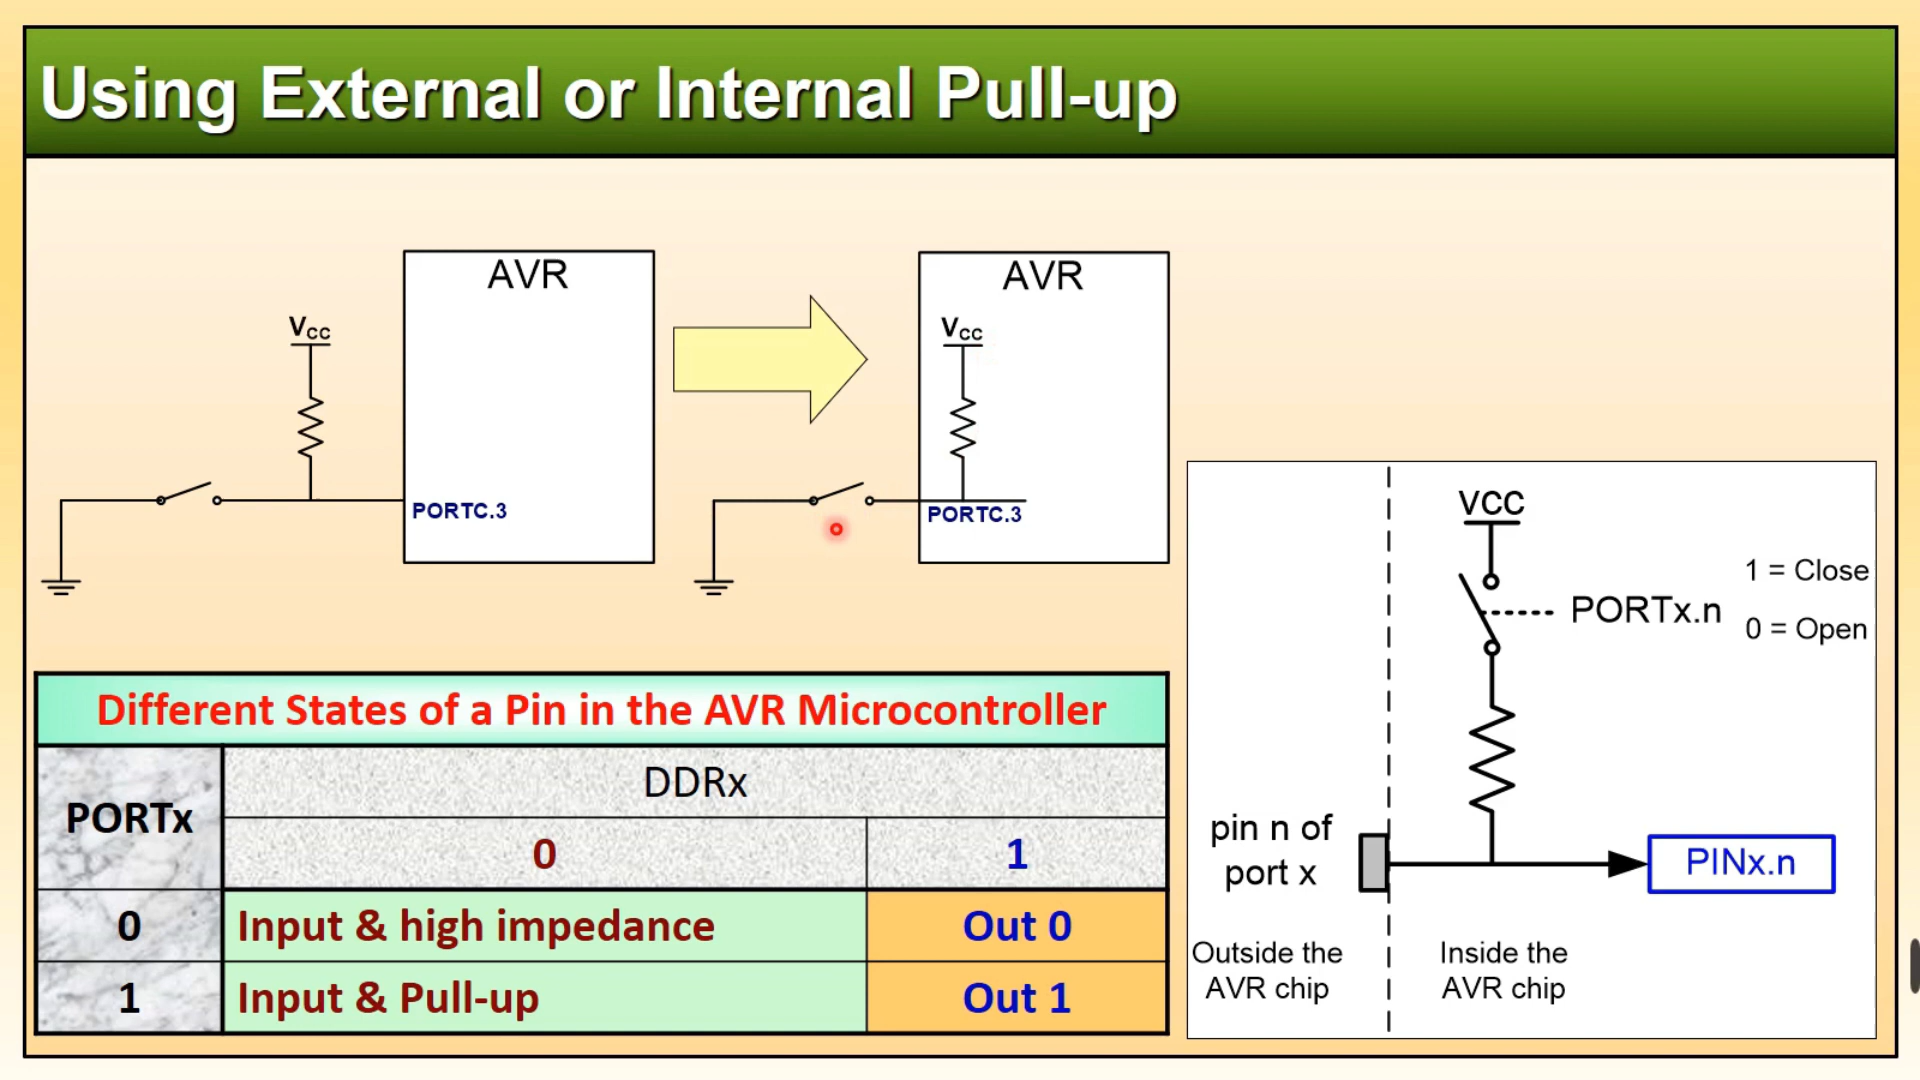 Using External or Internal Pull-up
AVR
VCC
PORTC.3
AVR
VCC
PORTC.3
VCC
PORTx.n
1 = Close
0 = Open
pin n of
port x
PINx.n
Outside the
AVR chip
Inside the
AVR chip
Different States of a Pin in the AVR Microcontroller
PORTx
DDRx
0 1
0 Input & high impedance Out 0
1 Input & Pull-up Out 1